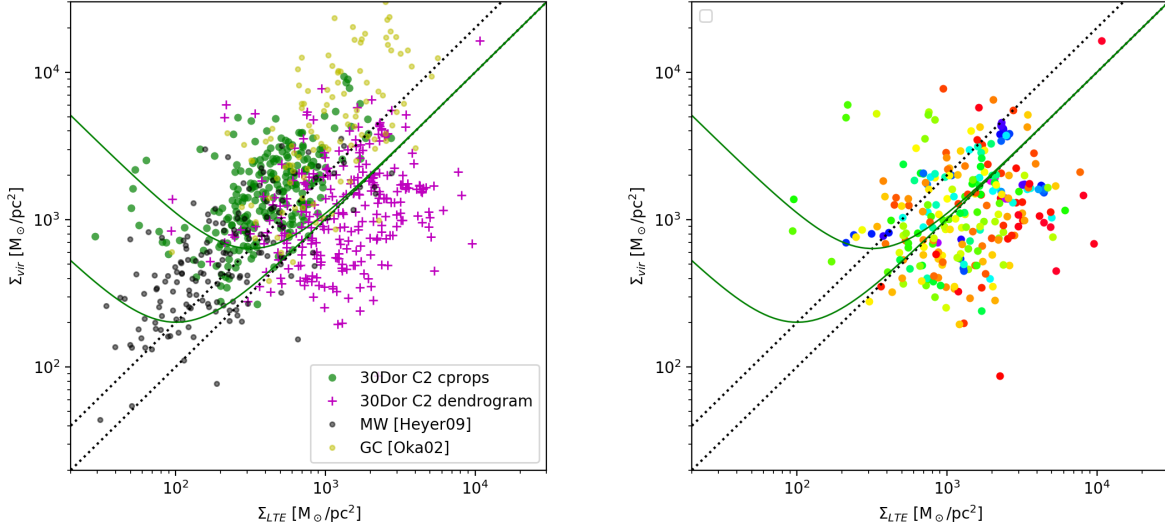 10^4
10^3
10^2
Σ_vir [M_⊙/pc^2]
30Dor C2 cprops
30Dor C2 dendrogram
MW [Heyer09]
GC [Oka02]
10^2 10^3 10^4
Σ_LTE [M_⊙/pc^2]
10^4
10^3
10^2
Σ_vir [M_⊙/pc^2]
10^2 10^3 10^4
Σ_LTE [M_⊙/pc^2]